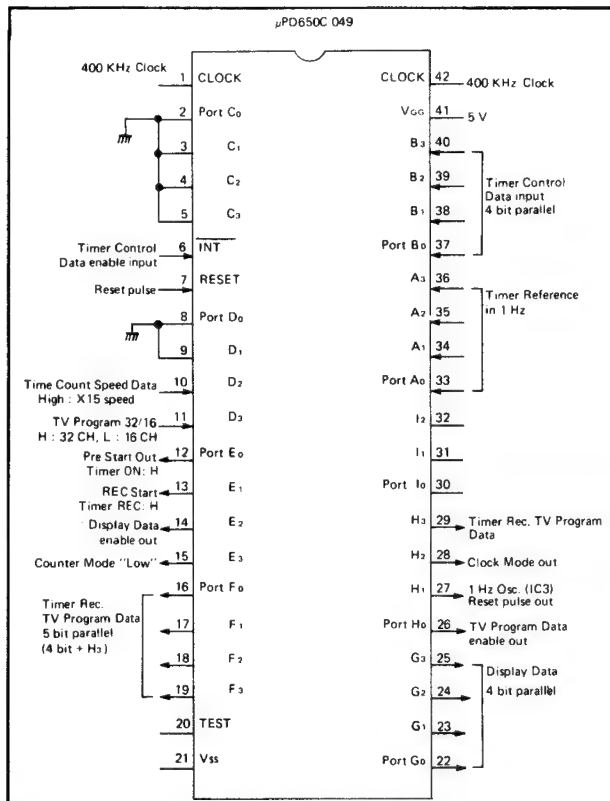 μPD650C 049
400 KHz Clock 1 CLOCK
2 Port C0
3 C1
4 C2
5 C3
Timer Control
Data enable input 6 INT
Reset pulse 7 RESET
8 Port D0
9 D1
Time Count Speed Data 10 D2
High : X15 speed
TV Program 32/16 11 D3
H : 32 CH, L : 16 CH
Pre Start Out 12 Port E0
Timer ON: H
REC Start 13 E1
Timer REC: H
Display Data 14 E2
enable out
Counter Mode "Low" 15 E3
16 Port F0
Timer Rec.
TV Program Data
5 bit parallel
(4 bit + H3)
17 F1
18 F2
19 F3
20 TEST
21 Vss
CLOCK 42 400 KHz Clock
VGG 41 5 V
B3 40
B2 39
Timer Control
Data input
4 bit parallel
B1 38
Port B0 37
A3 36
Timer Reference
in 1 Hz
A2 35
A1 34
Port A0 33
I2 32
I1 31
Port I0 30
H3 29 Timer Rec. TV Program
Data
H2 28 Clock Mode out
H1 27 1 Hz Osc. (IC3)
Reset pulse out
Port H0 26 TV Program Data
enable out
G3 25
Display Data
G2 24 4 bit parallel
G1 23
Port G0 22